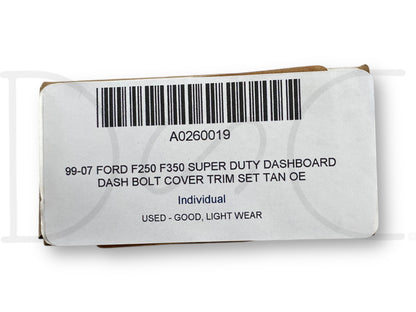 A0260019
99-07 FORD F250 F350 SUPER DUTY DASHBOARD
DASH BOLT COVER TRIM SET TAN OE
Individual
USED - GOOD, LIGHT WEAR